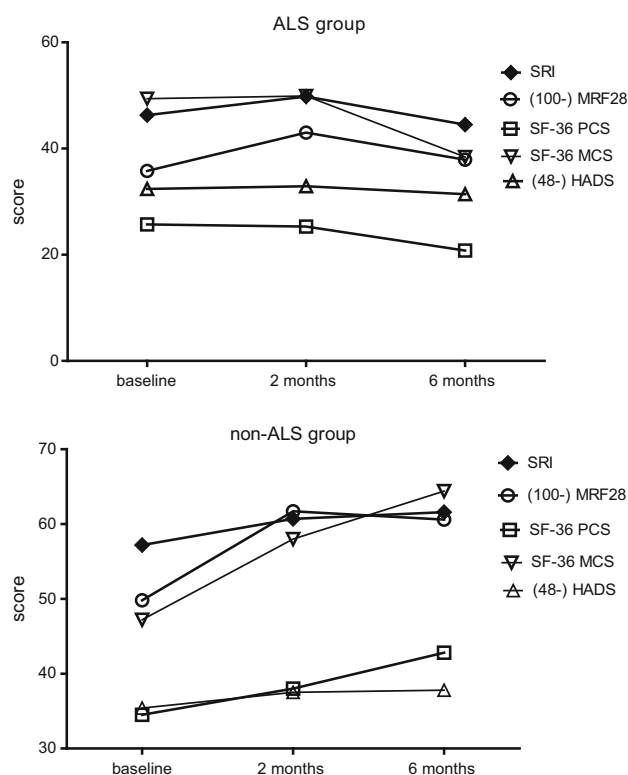 ALS group
60
40
20
0
score
baseline 2 months 6 months
SRI
(100-) MRF28
SF-36 PCS
SF-36 MCS
(48-) HADS
non-ALS group
70
60
50
40
30
score
baseline 2 months 6 months
SRI
(100-) MRF28
SF-36 PCS
SF-36 MCS
(48-) HADS